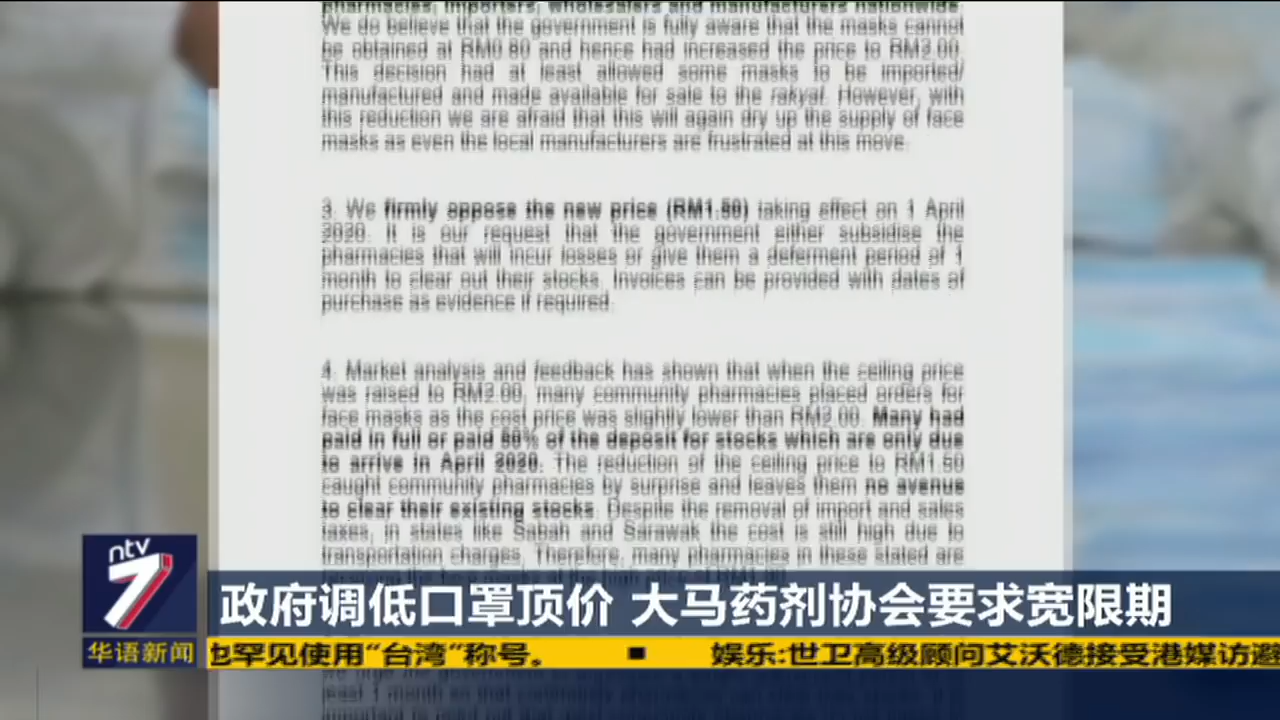 pharmacies, importers, wholesalers and manufacturers nationwide.
We do believe that the government is fully aware that the masks cannot
be obtained at RM0.80 and hence had increased the price to RM2.00.
This decision had at least allowed some masks to be imported/
manufactured and made available for sale to the rakyat. However, with
this reduction we are afraid that this will again dry up the supply of face
masks as even the local manufacturers are frustrated at this move.
3. We firmly oppose the new price (RM1.50) taking effect on 1 April
2020. It is our request that the government either subsidise the
pharmacies that will incur losses or give them a deferment period of 1
month to clear out their stocks. Invoices can be provided with dates of
purchase as evidence if required.
4. Market analysis and feedback has shown that when the ceiling price
was raised to RM2.00, many community pharmacies placed orders for
face masks as the cost price was slightly lower than RM2.00. Many had
paid in full or paid 50% of the deposit for stocks which are only due
to arrive in April 2020. The reduction of the ceiling price to RM1.50
caught community pharmacies by surprise and leaves them no avenue
to clear their existing stocks. Despite the removal of import and sales
taxes, in states like Sabah and Sarawak the cost is still high due to
transportation charges. Therefore, many pharmacies in these stated are
ntv
7
政府调低口罩顶价 大马药剂协会要求宽限期
华语新闻
罕见使用“台湾“称号。 ■ 娱乐:世卫高级顾问艾沃德接受港媒访避
we urge the government to
least 1 month so that community
important to